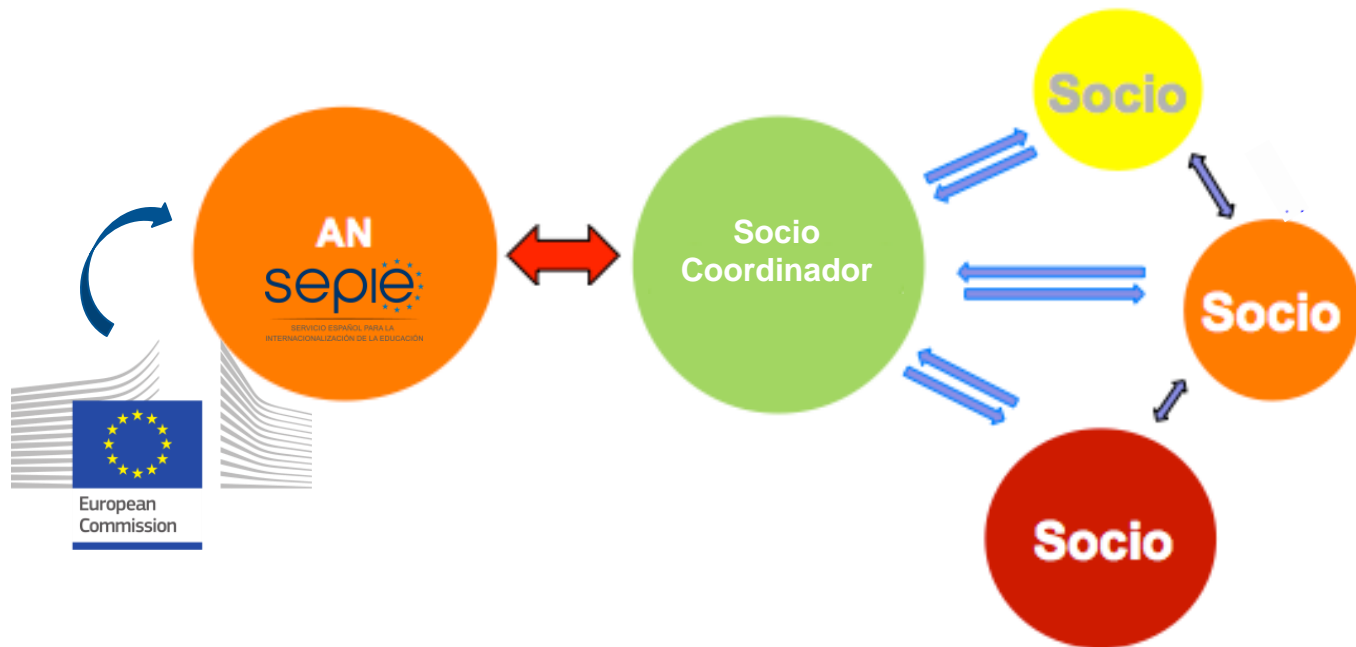 AN
sepie
SERVICIO ESPAÑOL PARA LA
INTERNACIONALIZACIÓN DE LA EDUCACIÓN
European
Commission
Socio
Coordinador
Socio
Socio
Socio